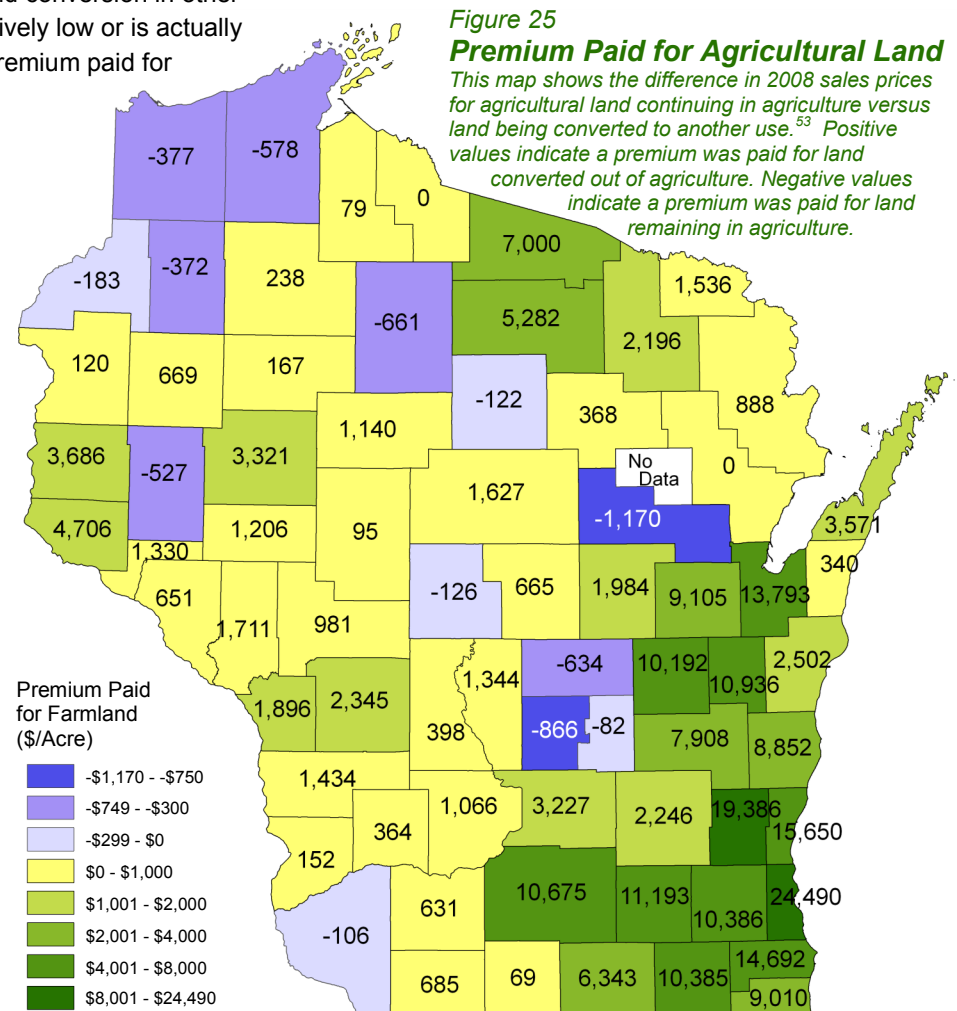 d conversion in other
ively low or is actually
remium paid for
Figure 25
Premium Paid for Agricultural Land
This map shows the difference in 2008 sales prices
for agricultural land continuing in agriculture versus
land being converted to another use.53 Positive
values indicate a premium was paid for land
converted out of agriculture. Negative values
indicate a premium was paid for land
remaining in agriculture.
-377
-578
79
0
7,000
-183
-372
238
-661
5,282
2,196
1,536
120
669
167
-122
368
888
3,686
-527
3,321
1,140
1,627
No
Data
0
4,706
1,330
1,206
95
-1,170
3,571
340
651
1,711
981
-126
665
1,984
9,105
13,793
1,896
2,345
398
1,344
-634
10,192
10,936
2,502
-866
-82
7,908
8,852
1,434
364
1,066
3,227
2,246
19,386
15,650
152
10,675
11,193
10,386
24,490
-106
631
685
69
6,343
10,385
14,692
9,010
Premium Paid
for Farmland
($/Acre)
-$1,170 - -$750
-$749 - -$300
-$299 - $0
$0 - $1,000
$1,001 - $2,000
$2,001 - $4,000
$4,001 - $8,000
$8,001 - $24,490